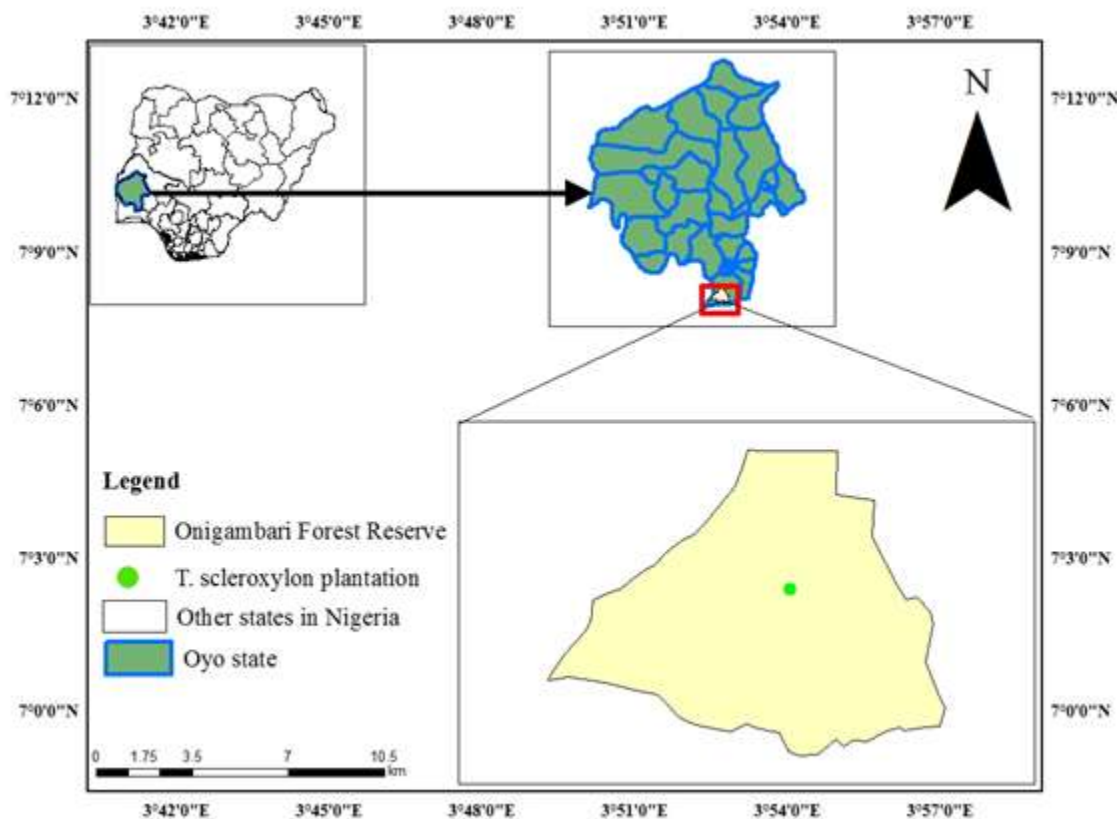 3°42'0"E 3°45'0"E 3°48'0"E 3°51'0"E 3°54'0"E 3°57'0"E
7°12'0"N 7°12'0"N
N
7°9'0"N 7°9'0"N
7°6'0"N 7°6'0"N
Legend
Onigambari Forest Reserve
T. scleroxylon plantation
Other states in Nigeria
Oyo state
7°3'0"N 7°3'0"N
7°0'0"N 7°0'0"N
0 1.75 3.5 7 10.5
km
3°42'0"E 3°45'0"E 3°48'0"E 3°51'0"E 3°54'0"E 3°57'0"E